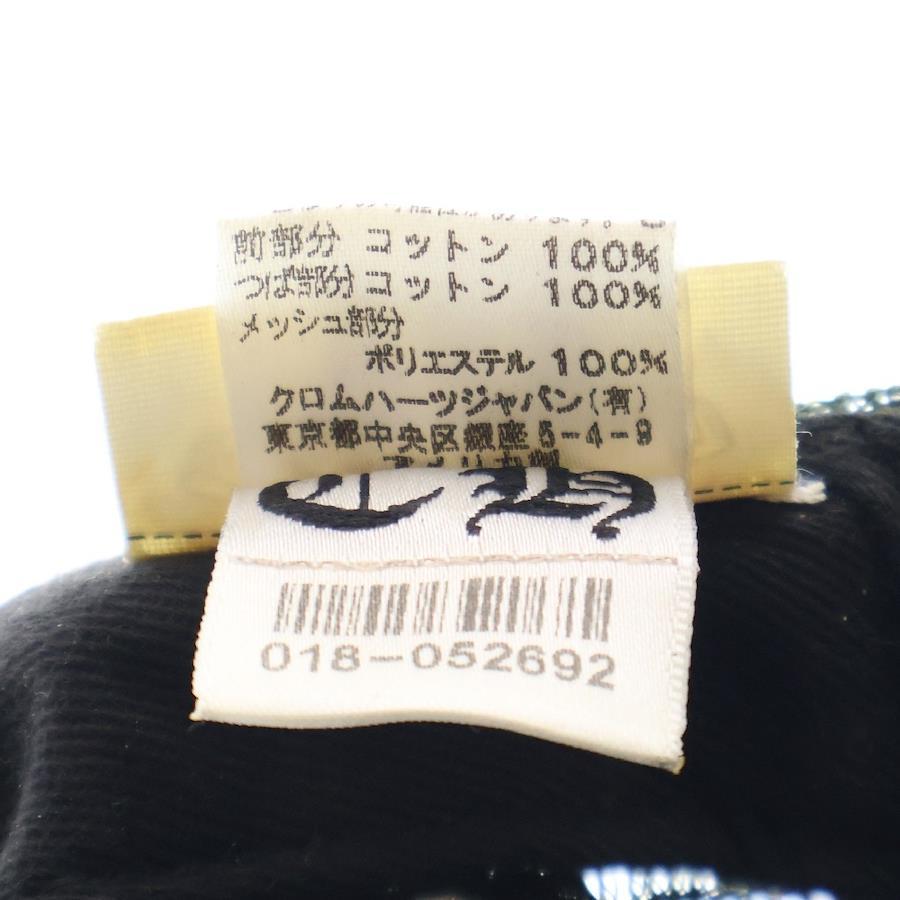 前部分 コットン 100%
つば部分 コットン 100%
メッシュ部分
ポリエステル 100%
クロムハーツジャパン(有)
東京都中央区銀座5-4-9
CH
018-052692